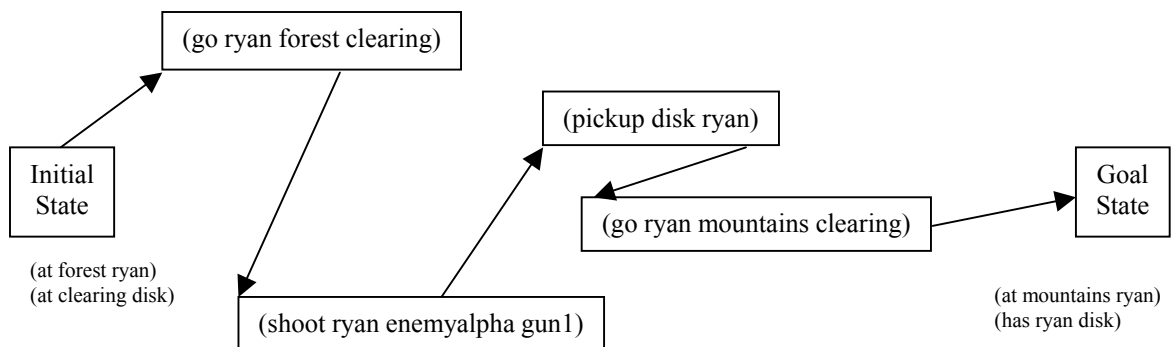 (go ryan forest clearing)
(pickup disk ryan)
Initial
State
Goal
State
(go ryan mountains clearing)
(at forest ryan)
(at clearing disk)
(at mountains ryan)
(has ryan disk)
(shoot ryan enemyalpha gun1)